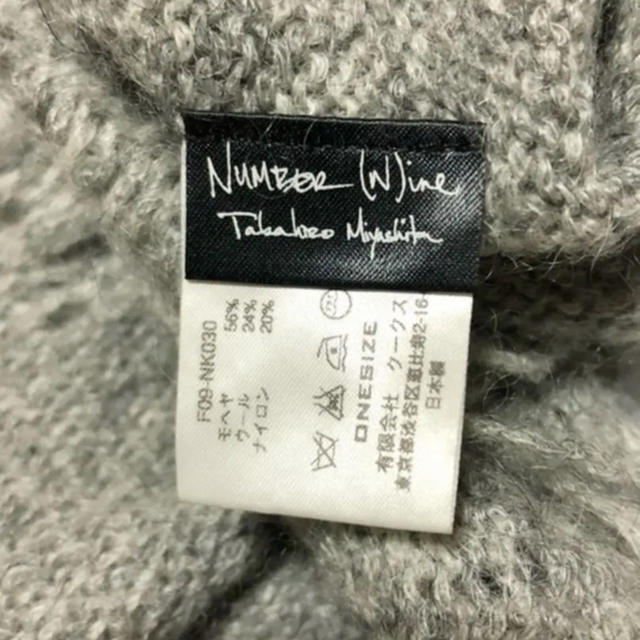 NUMBER (N)ine
Takahiro Miyashita
F09-NK030
モヘヤ 56%
ウール 24%
ナイロン 20%
ONESIZE
有限会社 クークス
東京都渋谷区恵比寿2-16-
日本製